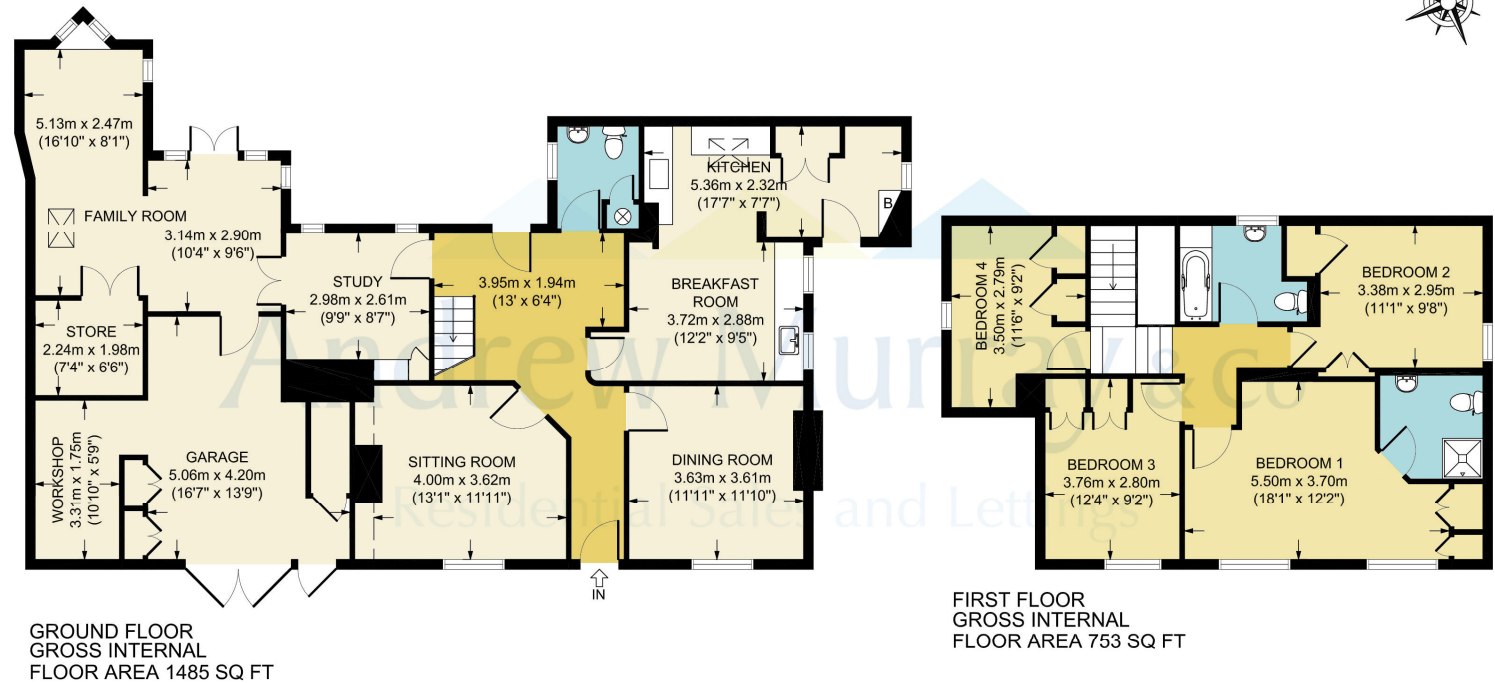 5.13m x 2.47m
(16'10" x 8'1")
FAMILY ROOM
3.14m x 2.90m
(10'4" x 9'6")
STORE
2.24m x 1.98m
(7'4" x 6'6")
STUDY
2.98m x 2.61m
(9'9" x 8'7")
3.95m x 1.94m
(13' x 6'4")
KITCHEN
5.36m x 2.32m
(17'7" x 7'7")
B
BREAKFAST
ROOM
3.72m x 2.88m
(12'2" x 9'5")
WORKSHOP
3.31m x 1.75m
(10'10" x 5'9")
GARAGE
5.06m x 4.20m
(16'7" x 13'9")
SITTING ROOM
4.00m x 3.62m
(13'1" x 11'11")
DINING ROOM
3.63m x 3.61m
(11'11" x 11'10")
IN
GROUND FLOOR
GROSS INTERNAL
FLOOR AREA 1485 SQ FT
BEDROOM 4
3.50m x 2.79m
(11'6" x 9'2")
BEDROOM 2
3.38m x 2.95m
(11'1" x 9'8")
BEDROOM 3
3.76m x 2.80m
(12'4" x 9'2")
BEDROOM 1
5.50m x 3.70m
(18'1" x 12'2")
FIRST FLOOR
GROSS INTERNAL
FLOOR AREA 753 SQ FT
Andrew Murray & co
Residential Sales and Lettings